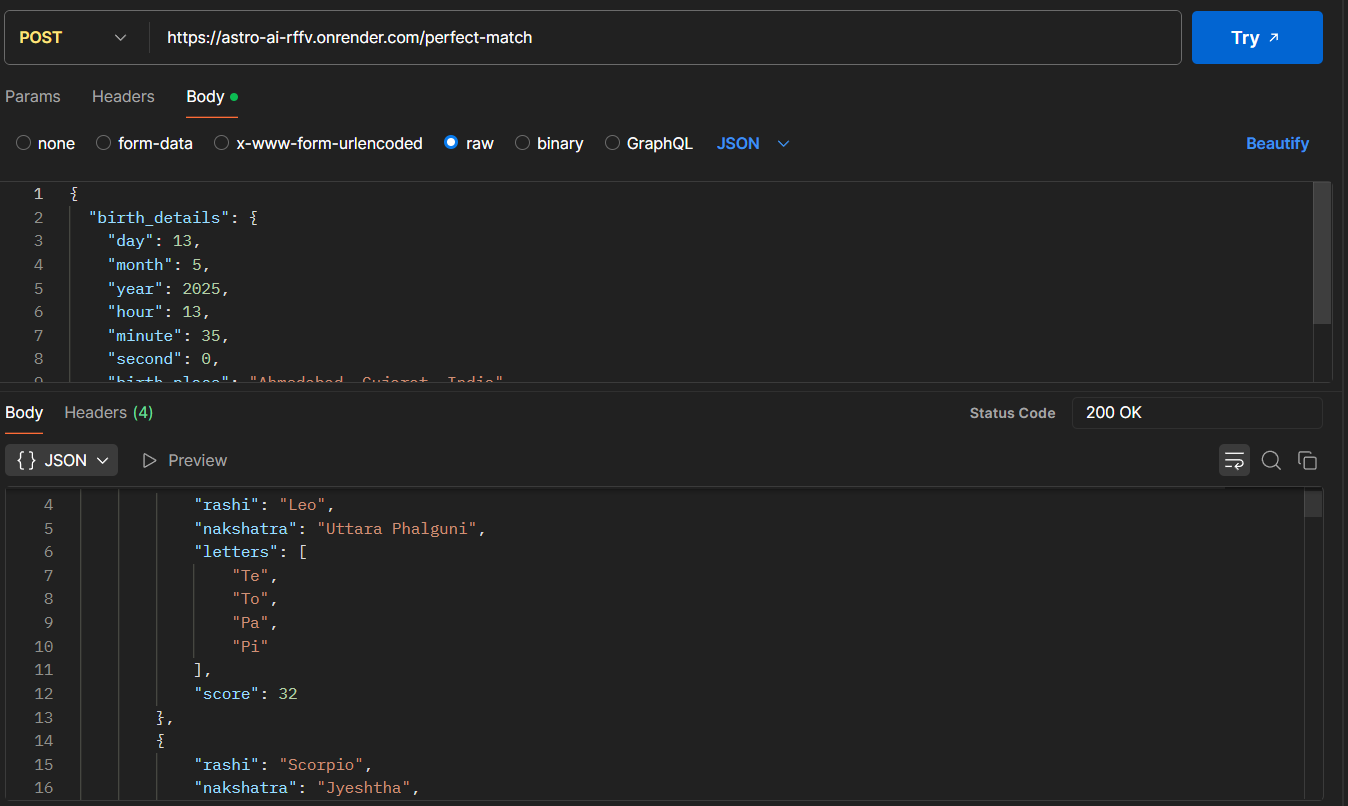 POST https://astro-ai-rffv.onrender.com/perfect-match Try ↗
Params Headers Body
none form-data x-www-form-urlencoded raw binary GraphQL JSON Beautify
1 {
2 "birth_details": {
3 "day": 13,
4 "month": 5,
5 "year": 2025,
6 "hour": 13,
7 "minute": 35,
8 "second": 0,
9 "birth_place": "Ahmedabad, Gujarat, India"
Body Headers (4) Status Code 200 OK
{} JSON Preview
4 "rashi": "Leo",
5 "nakshatra": "Uttara Phalguni",
6 "letters": [
7 "Te",
8 "To",
9 "Pa",
10 "Pi"
11 ],
12 "score": 32
13 },
14 {
15 "rashi": "Scorpio",
16 "nakshatra": "Jyeshtha",